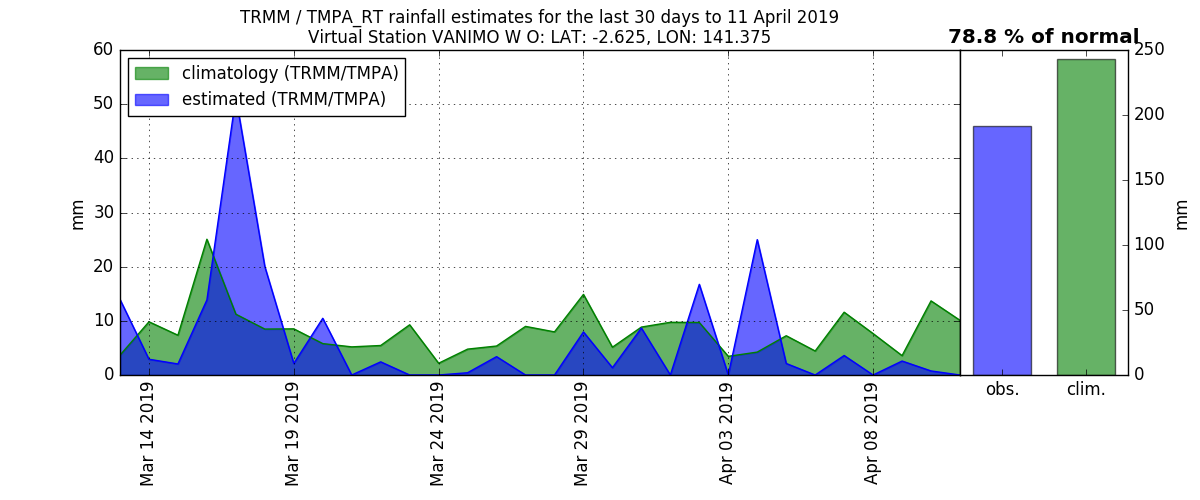 TRMM / TMPA_RT rainfall estimates for the last 30 days to 11 April 2019
Virtual Station VANIMO W O: LAT: -2.625, LON: 141.375
78.8 % of normal
climatology (TRMM/TMPA)
estimated (TRMM/TMPA)
60
50
40
30
20
10
0
mm
Mar 14 2019
Mar 19 2019
Mar 24 2019
Mar 29 2019
Apr 03 2019
Apr 08 2019
obs.
clim.
250
200
150
100
50
0
mm